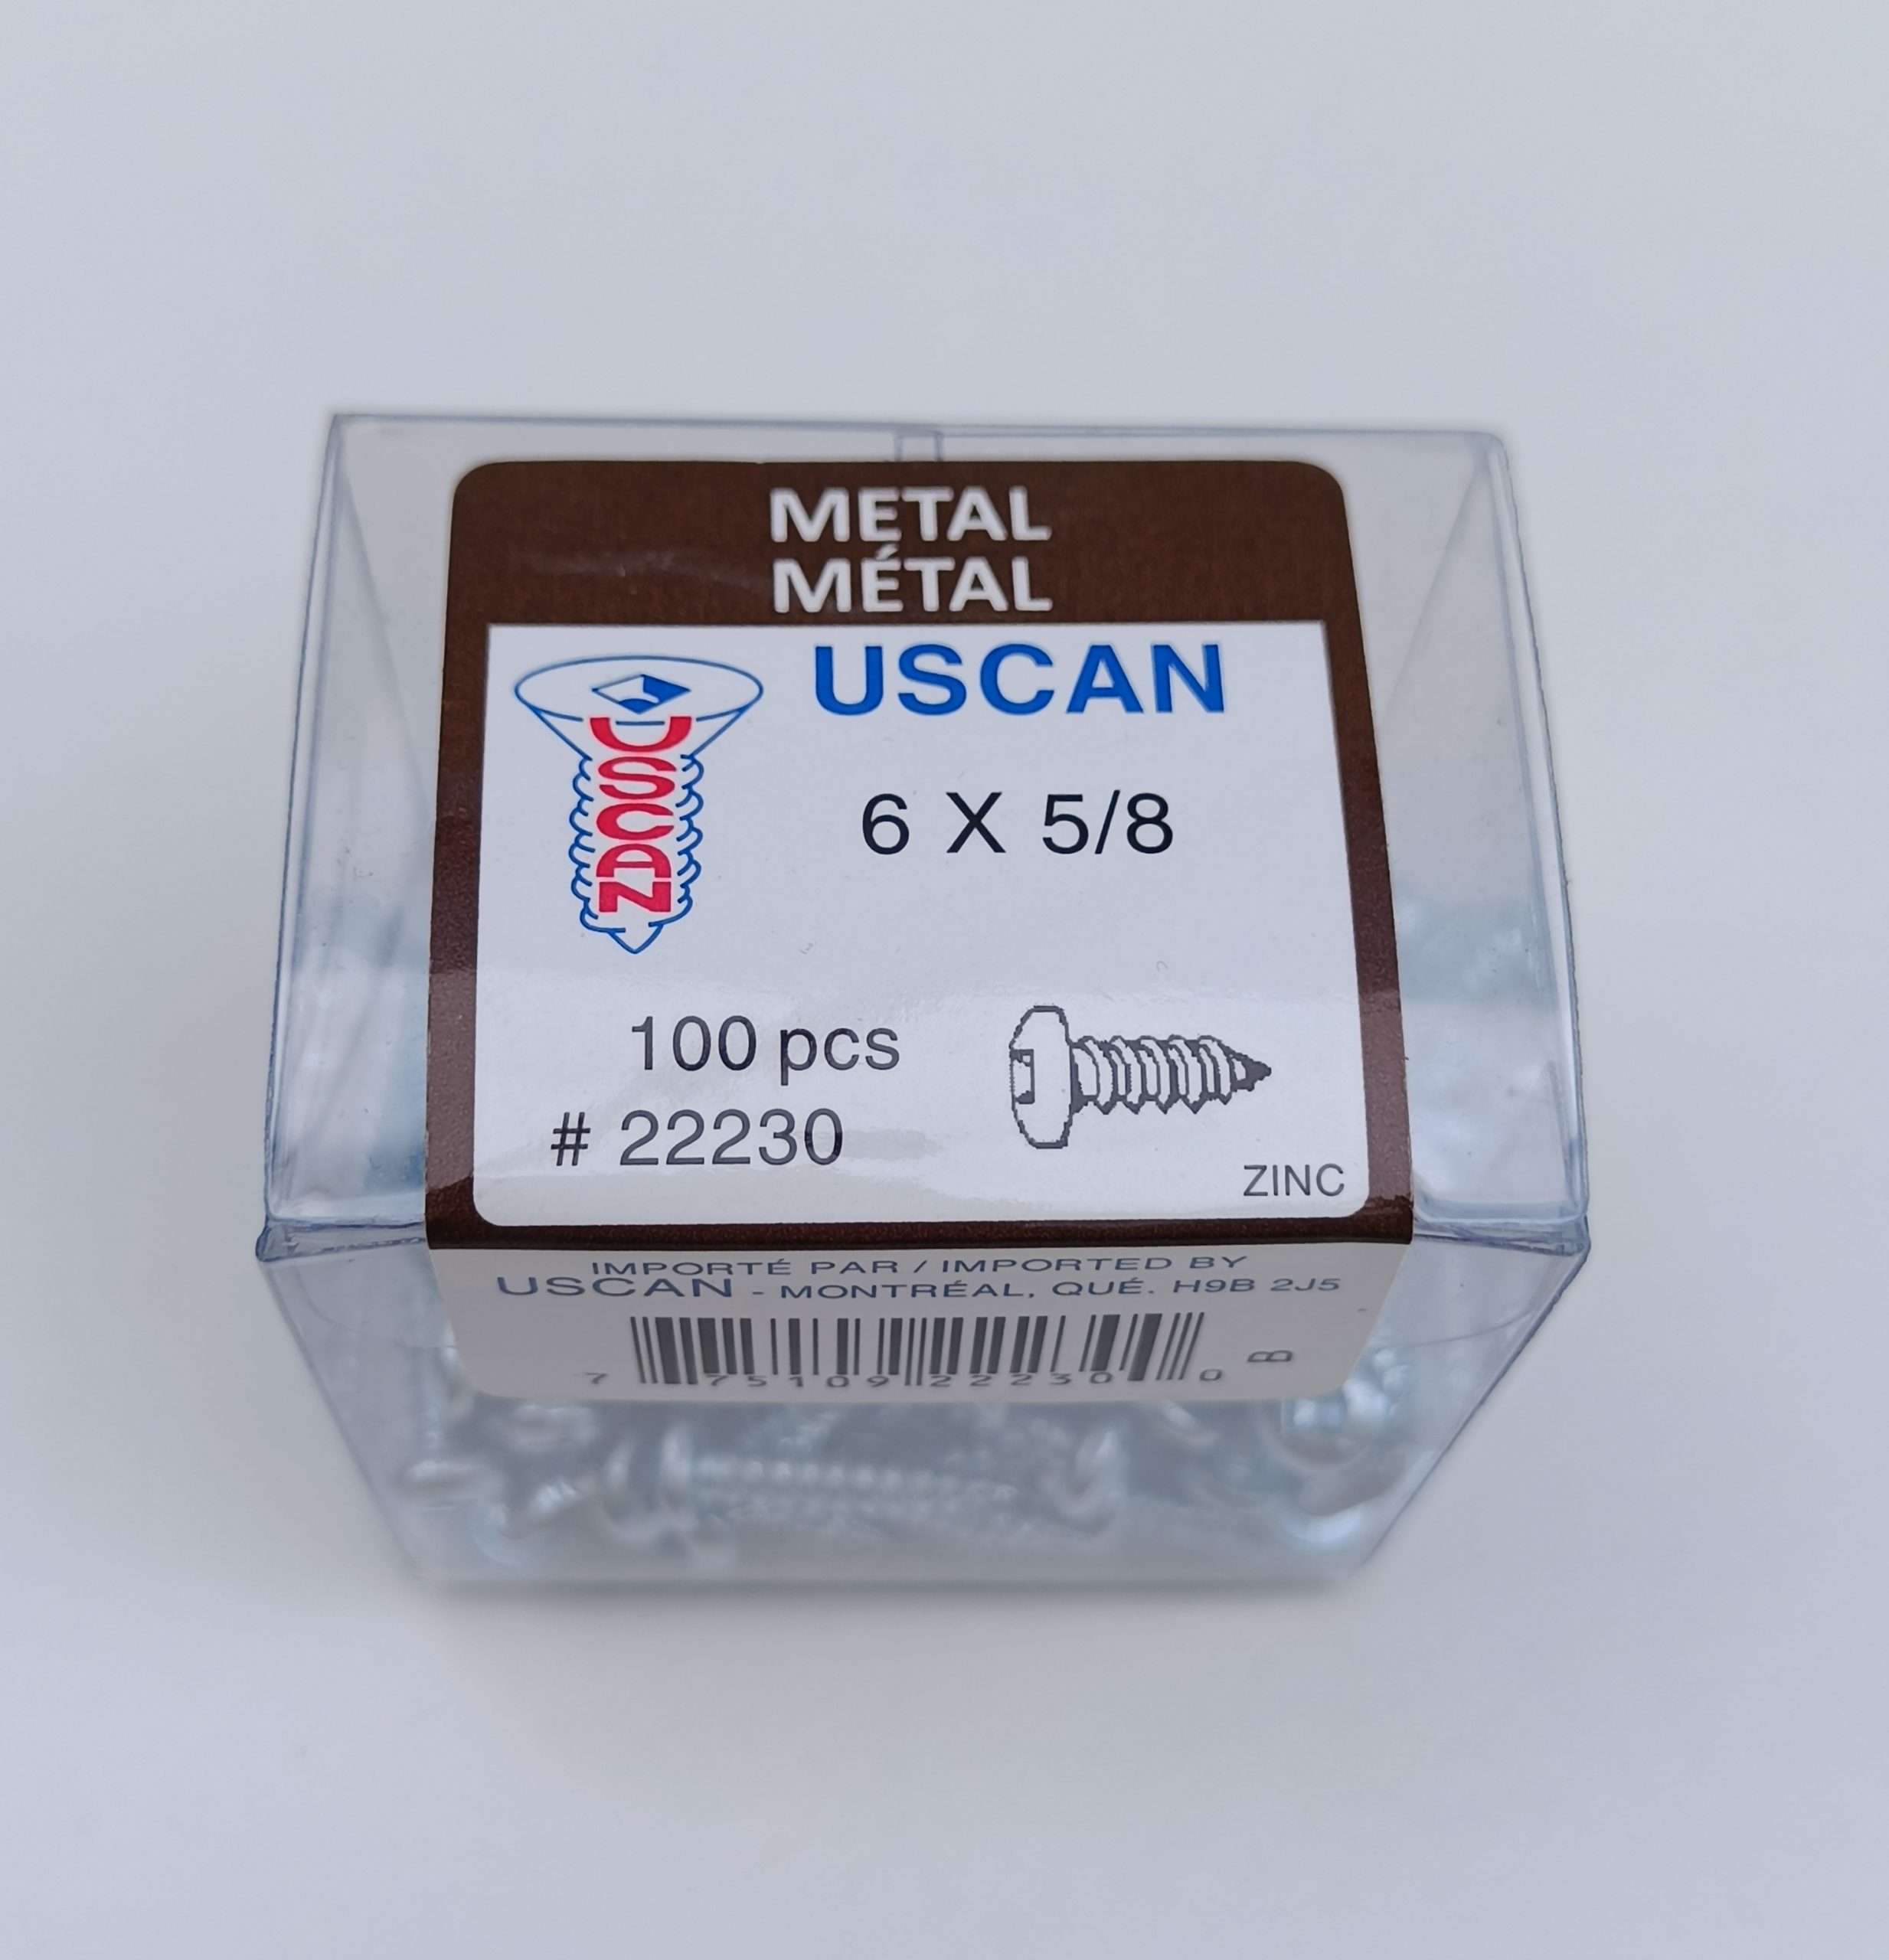 METAL
MÉTAL
USCAN
USCAN
6 X 5/8
100 pcs
# 22230
ZINC
IMPORTÉ PAR / IMPORTED BY
USCAN - MONTRÉAL, QUÉ. H9B 2J5
7 75109 22230 0
B